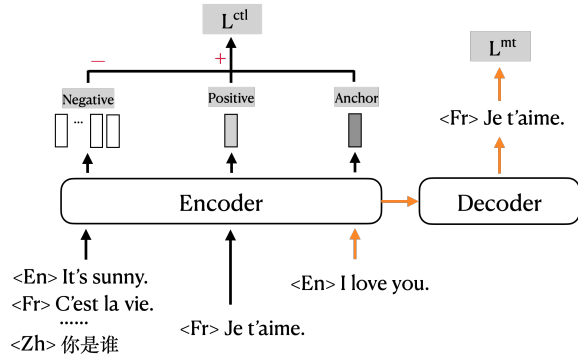 L^ctl
L^mt
− +
Negative Positive Anchor
...
<Fr> Je t'aime.
Encoder Decoder
<En> It's sunny.
<Fr> C'est la vie.
......
<Zh> 你是谁
<Fr> Je t'aime.
<En> I love you.